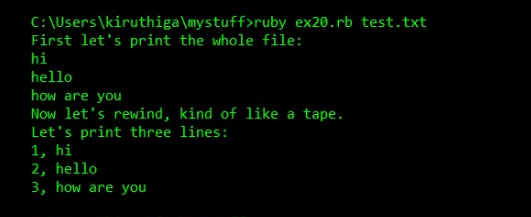 C:\Users\kiruthiga\mystuff>ruby ex20.rb test.txt
First let's print the whole file:
hi
hello
how are you
Now let's rewind, kind of like a tape.
Let's print three lines:
1, hi
2, hello
3, how are you